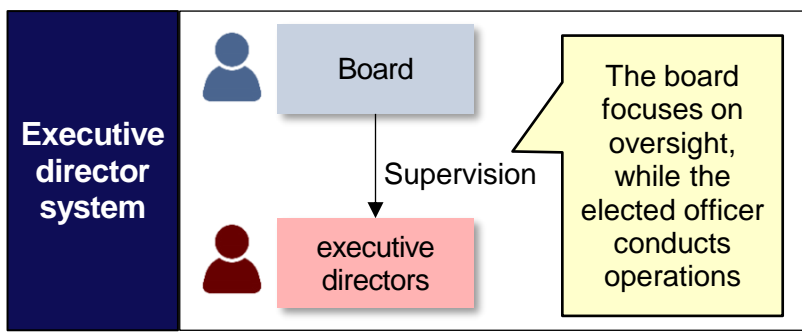 Executive
director
system
Board
Supervision
executive
directors
The board
focuses on
oversight,
while the
elected officer
conducts
operations